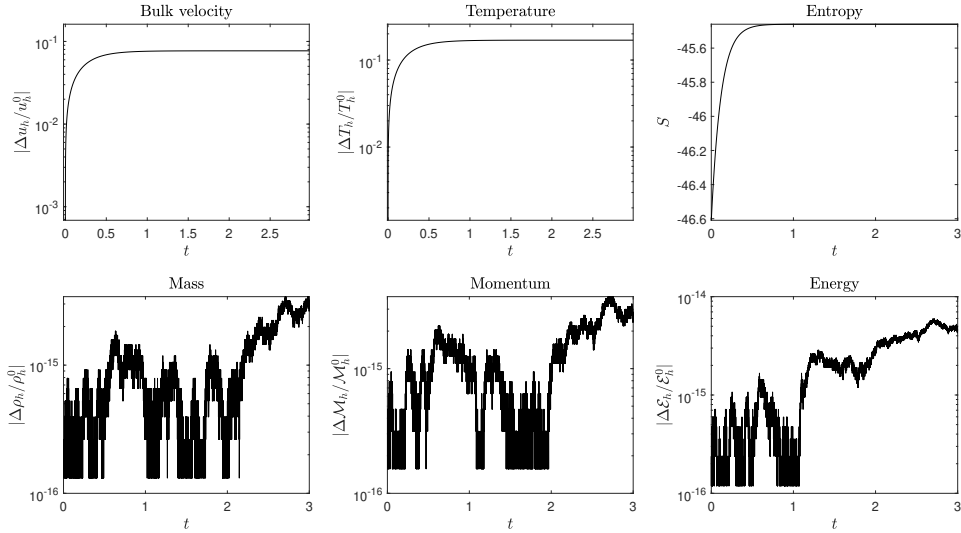 Bulk velocity
10^-1
10^-2
10^-3
|Δu_h/u_h^0|
0 0.5 1 1.5 2 2.5
t
Temperature
10^-1
10^-2
|ΔT_h/T_h^0|
0 0.5 1 1.5 2 2.5
t
Entropy
-45.6
-45.8
-46
-46.2
-46.4
-46.6
S
0 1 2 3
t
Mass
10^-15
10^-16
|Δρ_h/ρ_h^0|
0 1 2 3
t
Momentum
10^-15
10^-16
|Δℳ_h/ℳ_h^0|
0 1 2 3
t
Energy
10^-14
10^-15
10^-16
|Δℰ_h/ℰ_h^0|
0 1 2 3
t